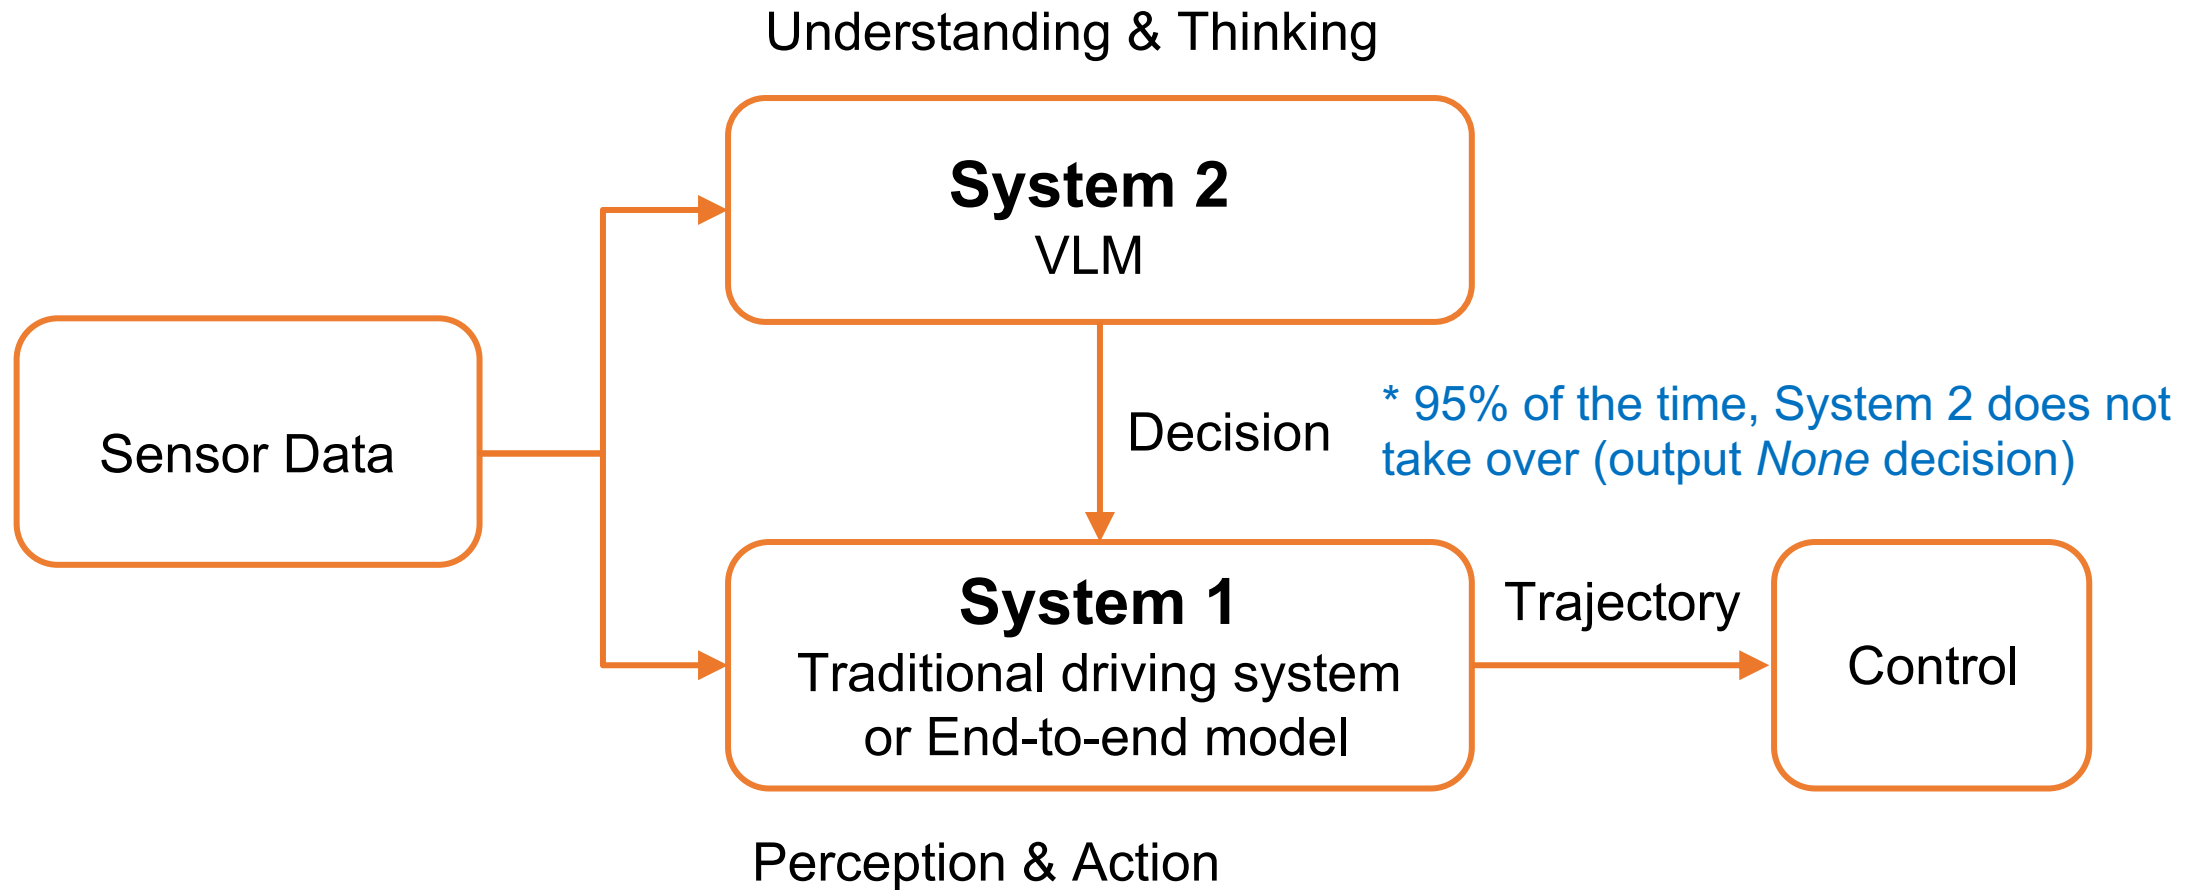 Understanding & Thinking
System 2
VLM
Sensor Data
Decision
* 95% of the time, System 2 does not
take over (output None decision)
System 1
Traditional driving system
or End-to-end model
Trajectory
Control
Perception & Action